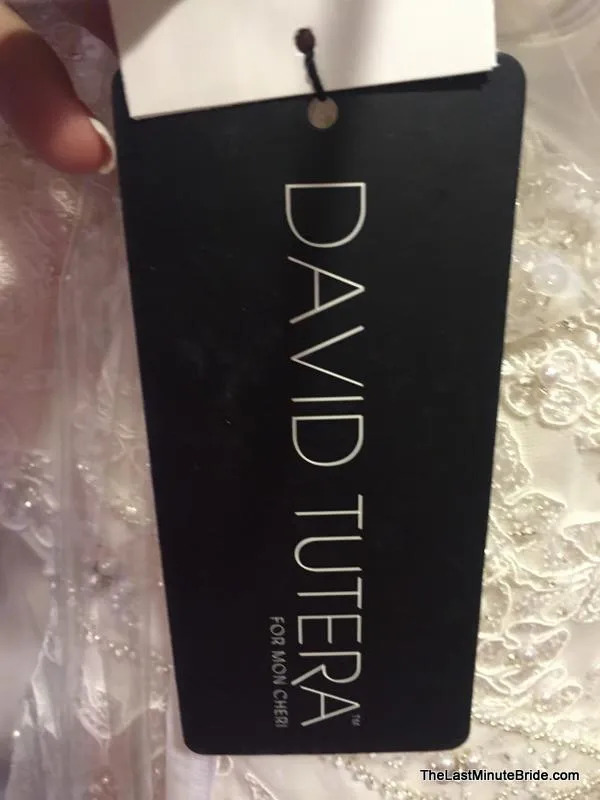 DAVID TUTERA™
FOR MON CHERI
TheLastMinuteBride.com